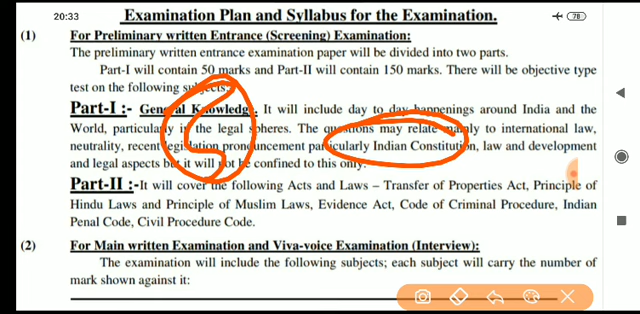 20:33
78
Examination Plan and Syllabus for the Examination.
(1) For Preliminary written Entrance (Screening) Examination:
The preliminary written entrance examination paper will be divided into two parts.
Part-I will contain 50 marks and Part-II will contain 150 marks. There will be objective type
test on the following subjects:
Part-I :- General Knowledge. It will include day to day happenings around India and the
World, particularly in the legal spheres. The questions may relate mainly to international law,
neutrality, recent legislation pronouncement particularly Indian Constitution, law and development
and legal aspects but it will not be confined to this only.
Part-II :-It will cover the following Acts and Laws – Transfer of Properties Act, Principle of
Hindu Laws and Principle of Muslim Laws, Evidence Act, Code of Criminal Procedure, Indian
Penal Code, Civil Procedure Code.
(2) For Main written Examination and Viva-voice Examination (Interview):
The examination will include the following subjects; each subject will carry the number of
mark shown against it: